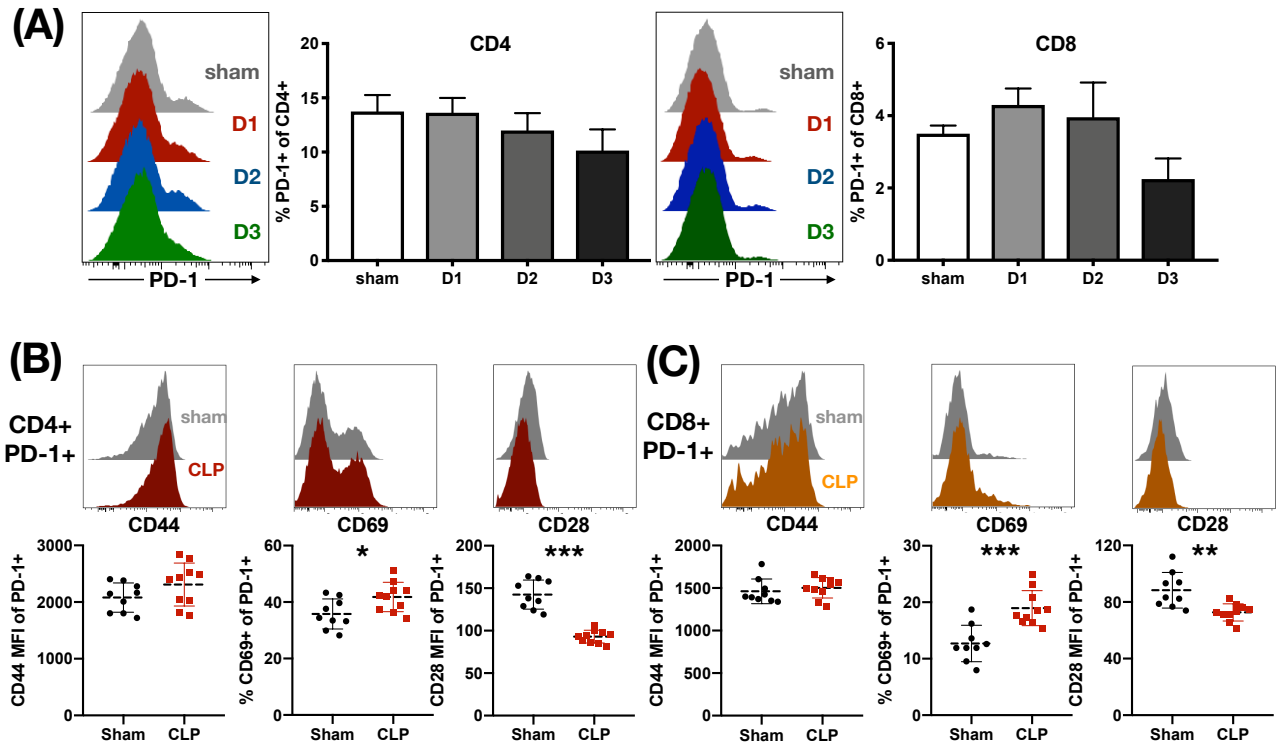 (A)
sham
D1
D2
D3
PD-1
CD4
% PD-1+ of CD4+
20
15
10
5
0
sham D1 D2 D3
sham
D1
D2
D3
PD-1
CD8
% PD-1+ of CD8+
6
4
2
0
sham D1 D2 D3
(B)
CD4+
PD-1+
sham
CLP
CD44
CD44 MFI of PD-1+
3000
2000
1000
0
Sham CLP
CD69
% CD69+ of PD-1+
60
40
20
0
*
Sham CLP
CD28
CD28 MFI of PD-1+
200
150
100
50
0
***
Sham CLP
(C)
CD8+
PD-1+
sham
CLP
CD44
CD44 MFI of PD-1+
2000
1500
1000
500
0
Sham CLP
CD69
% CD69+ of PD-1+
30
20
10
0
***
Sham CLP
CD28
CD28 MFI of PD-1+
120
80
40
0
**
Sham CLP